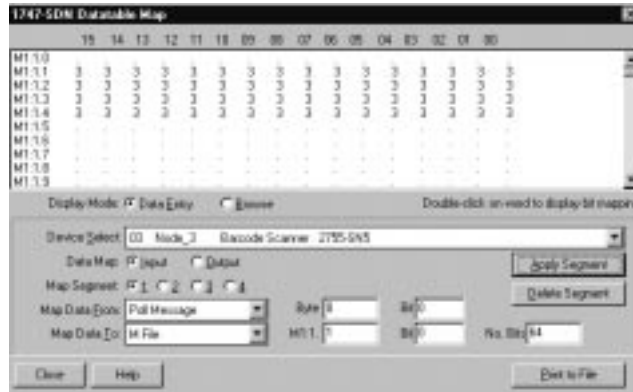 1747-SDN Datatable Map
15 14 13 12 11 10 09 08 07 06 05 04 03 02 01 00
M1:1.0
M1:1.1 3 3 3 3 3 3 3 3 3 3 3 3 3 3 3 3
M1:1.2 3 3 3 3 3 3 3 3 3 3 3 3 3 3 3 3
M1:1.3 3 3 3 3 3 3 3 3 3 3 3 3 3 3 3 3
M1:1.4 3 3 3 3 3 3 3 3 3 3 3 3 3 3 3 3
M1:1.5
M1:1.6
M1:1.7
M1:1.8
M1:1.9
Display Mode: Data Entry Browse Double-click on word to display bit mappin
Device Select: 03 Node_3 Barcode Scanner 2755-SN5
Data Map: Input Output Apply Segment
Map Segment: 1 2 3 4 Delete Segment
Map Data From: Poll Message Byte Bit 0
Map Data To: M File M1:1. 1 Bit 0 No. Bits 64
Close Help Print to File